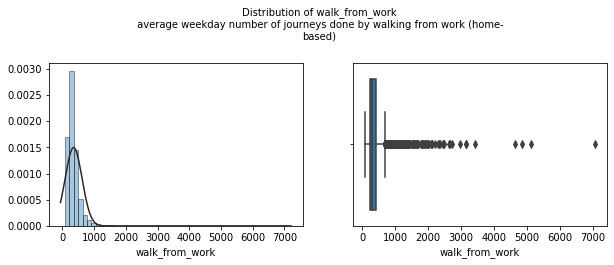 Distribution of walk_from_work
average weekday number of journeys done by walking from work (home-
based)
0.0030
0.0025
0.0020
0.0015
0.0010
0.0005
0.0000
0 1000 2000 3000 4000 5000 6000 7000
walk_from_work
0 1000 2000 3000 4000 5000 6000 7000
walk_from_work